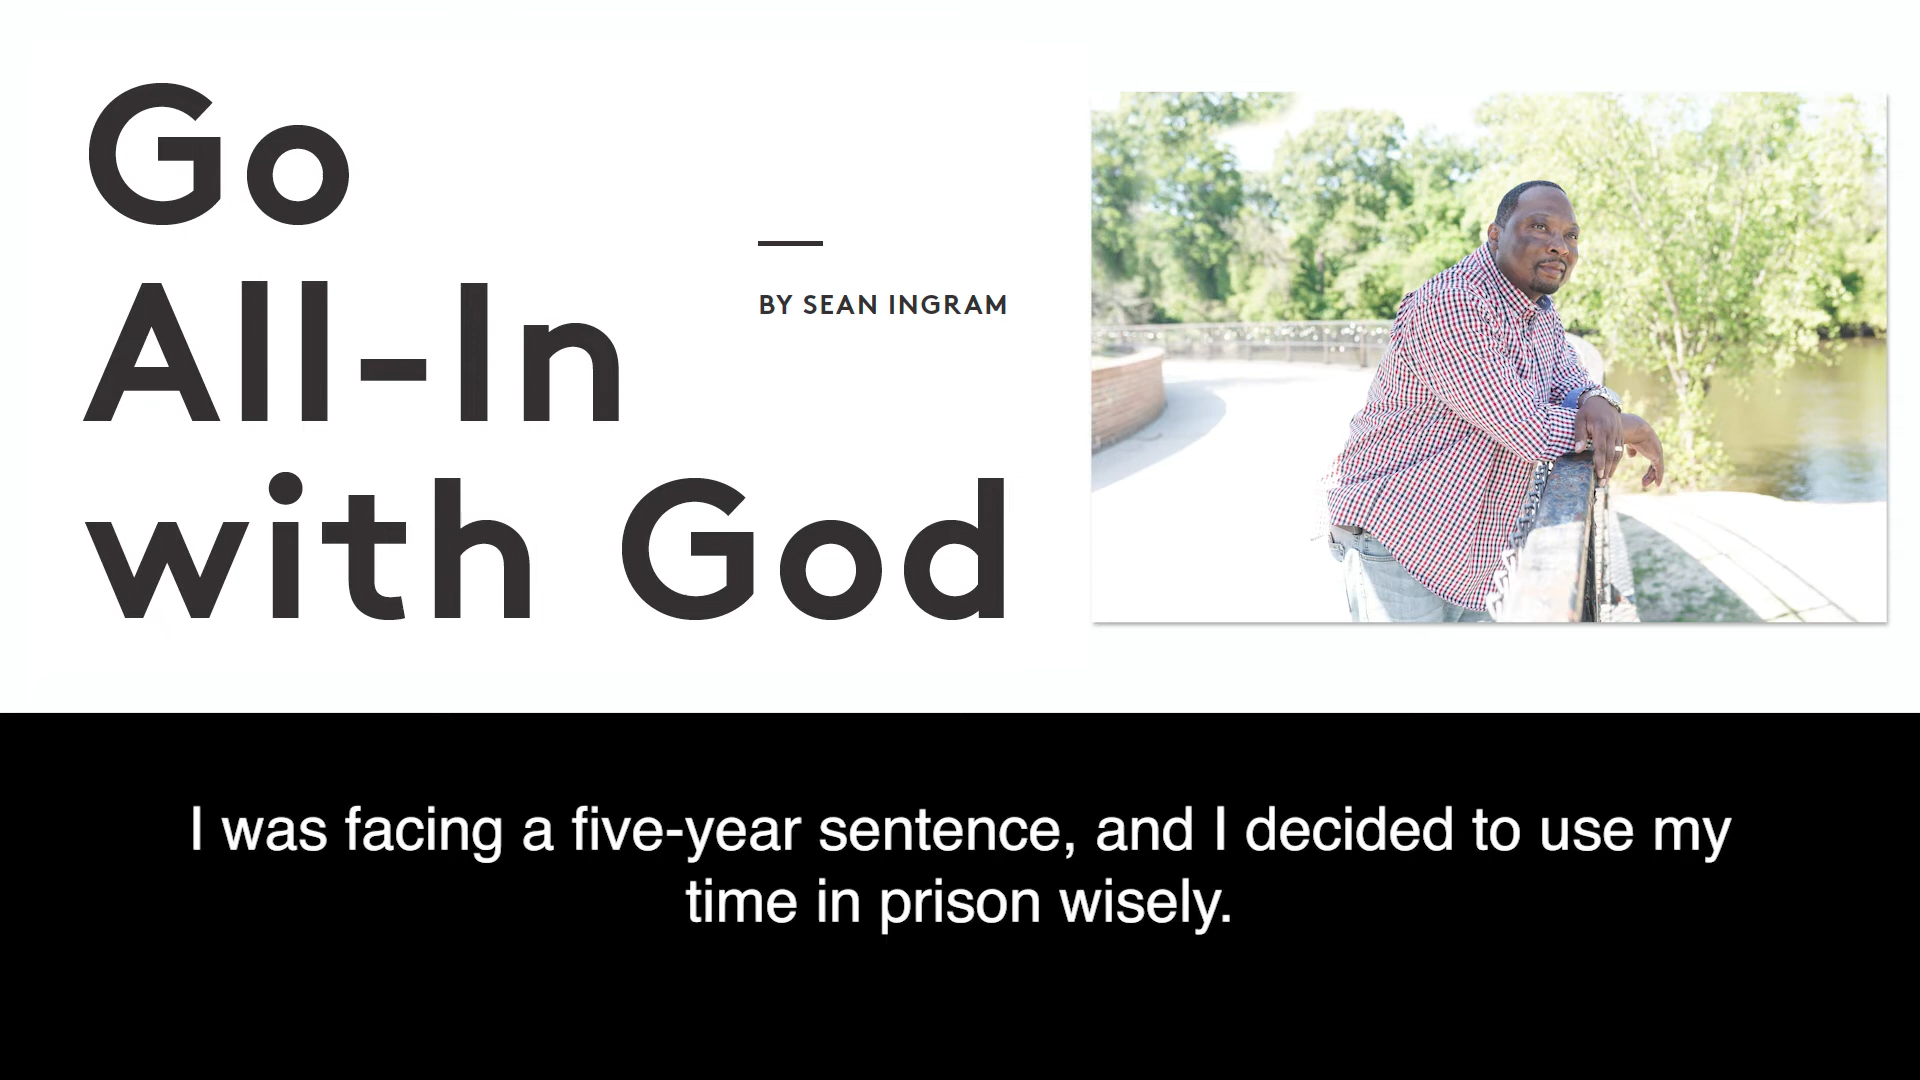 Go
All-In
with God
BY SEAN INGRAM
I was facing a five-year sentence, and I decided to use my
time in prison wisely.